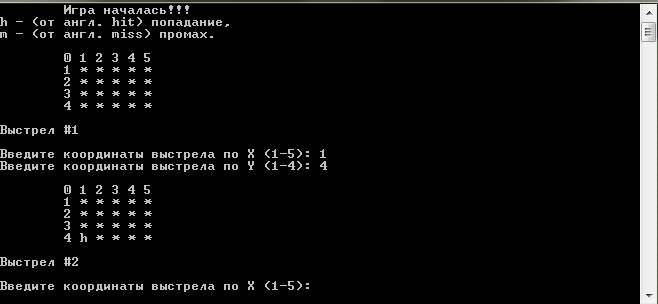 Игра началась!!!
h - (от англ. hit) попадание,
m - (от англ. miss) промах.
0 1 2 3 4 5
1 * * * * *
2 * * * * *
3 * * * * *
4 * * * * *
Выстрел #1
Введите координаты выстрела по X (1-5): 1
Введите координаты выстрела по Y (1-4): 4
0 1 2 3 4 5
1 * * * * *
2 * * * * *
3 * * * * *
4 h * * * *
Выстрел #2
Введите координаты выстрела по X (1-5):